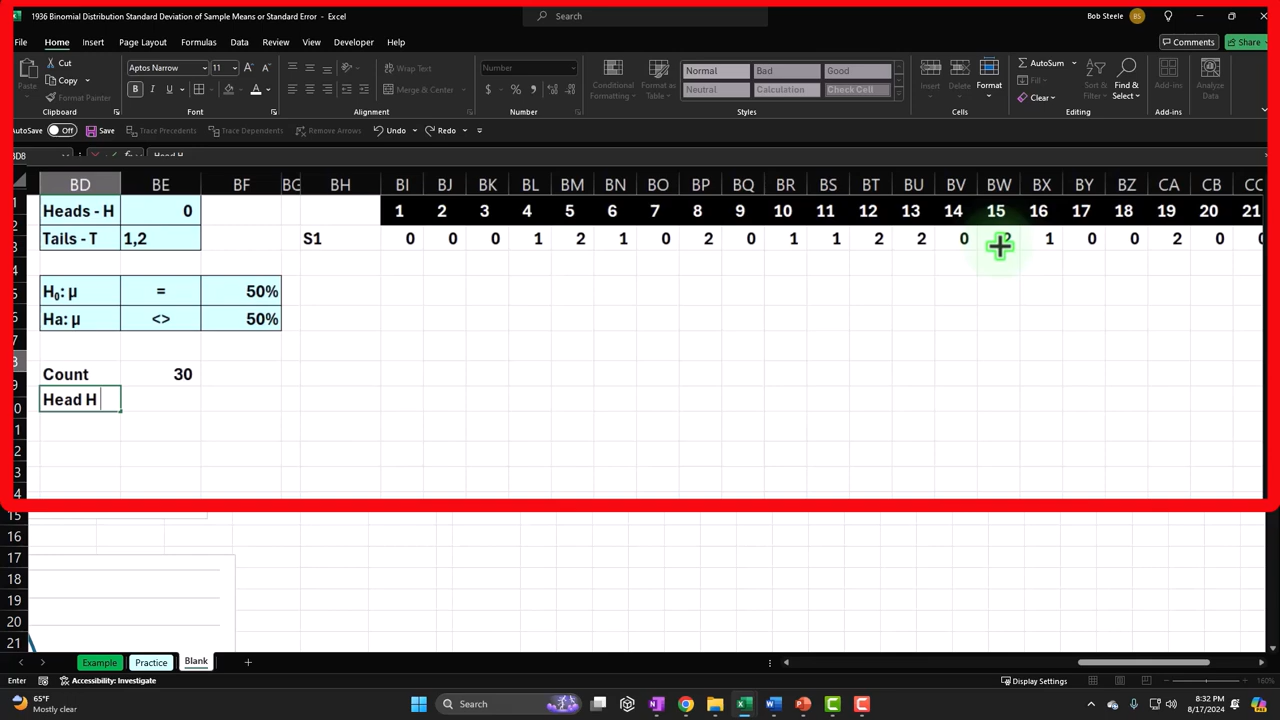 1936 Binomial Distribution Standard Deviation of Sample Means or Standard Error - Excel
Search
Bob Steele
BS
File Home Insert Page Layout Formulas Data Review View Developer Help
Comments Share
Cut
Copy
Format Painter
Paste
Clipboard
Aptos Narrow 11
Font
Wrap Text
Merge & Center
Alignment
Number
Number
Conditional Formatting
Format as Table
Normal Bad Good
Neutral Calculation Check Cell
Styles
Insert Delete Format
Cells
AutoSum
Clear
Sort & Filter
Find & Select
Editing
Add-ins
Add-ins
Analyze Data
AutoSave Off Save Trace Precedents Trace Dependents Remove Arrows Undo Redo
BD8 Head H
BD BE BF BG BH BI BJ BK BL BM BN BO BP BQ BR BS BT BU BV BW BX BY BZ CA CB CC
Heads - H 0 1 2 3 4 5 6 7 8 9 10 11 12 13 14 15 16 17 18 19 20 21
Tails - T 1,2 S1 0 0 0 1 2 1 0 2 0 1 1 2 2 0 2 1 0 0 2 0 0
H₀: µ = 50%
Ha: µ <> 50%
Count 30
Head H
15
16
17
18
19
20
21
Example Practice Blank
Enter Accessibility: Investigate Display Settings 160%
65°F
Mostly clear
Search
8:32 PM
8/17/2024